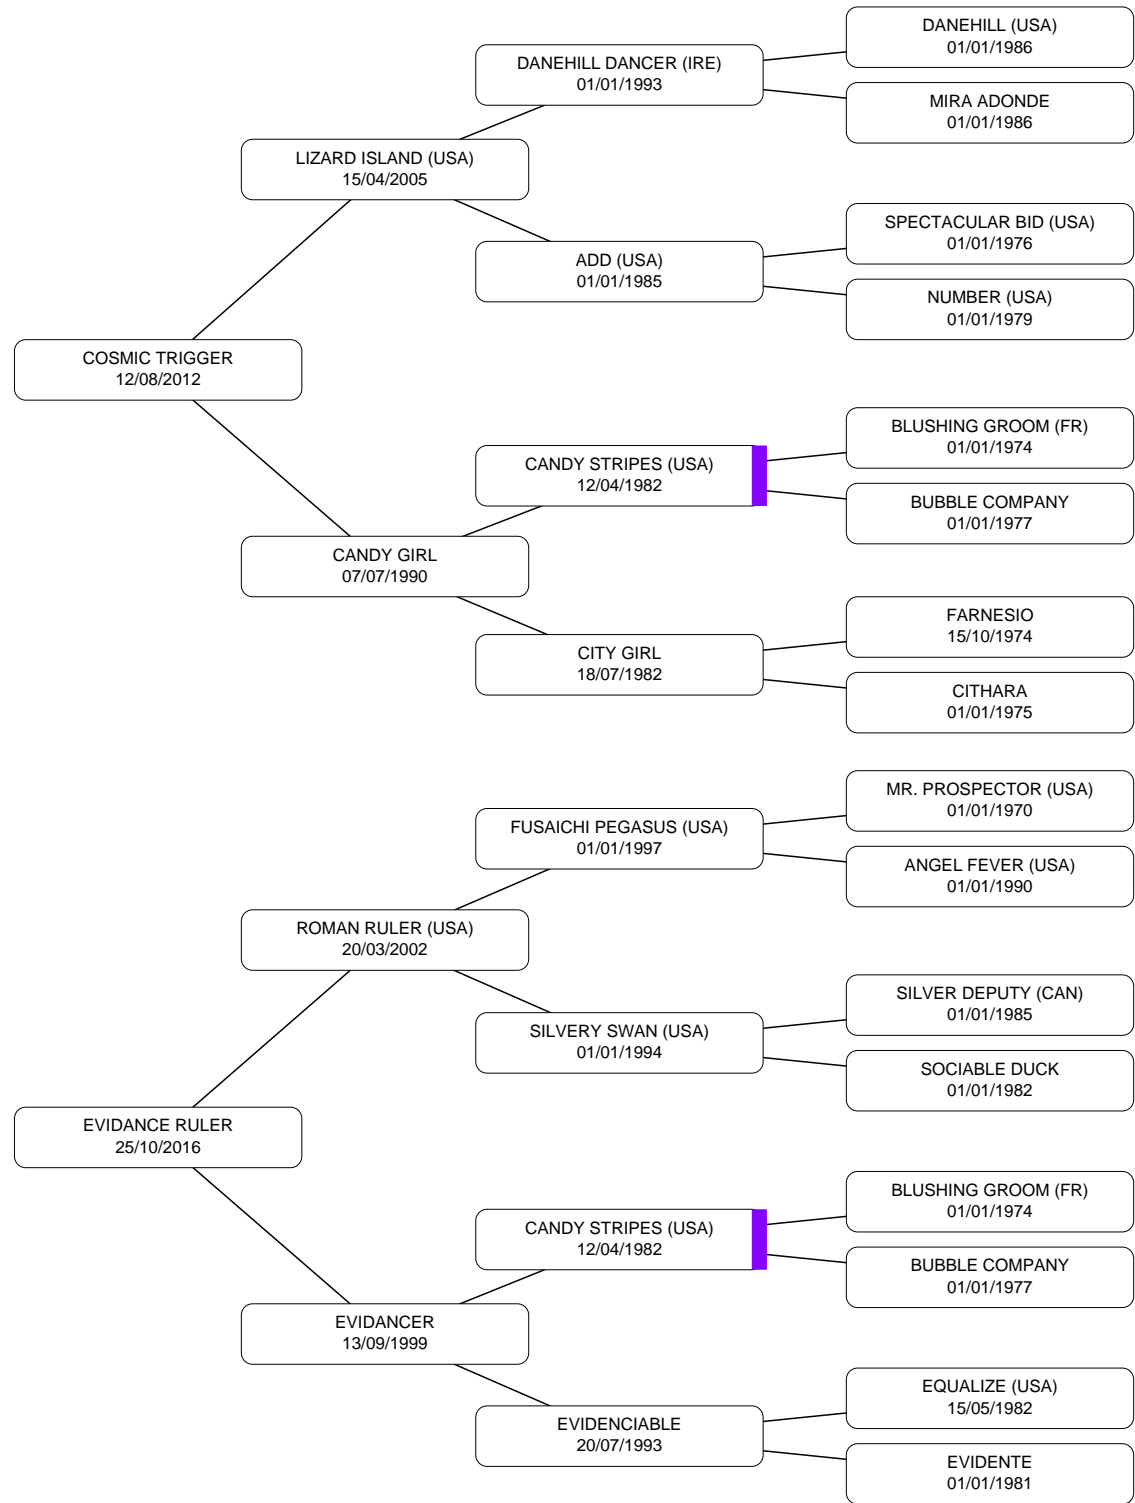 DANEHILL (USA)
01/01/1986
DANEHILL DANCER (IRE)
01/01/1993
MIRA ADONDE
01/01/1986
LIZARD ISLAND (USA)
15/04/2005
SPECTACULAR BID (USA)
01/01/1976
ADD (USA)
01/01/1985
NUMBER (USA)
01/01/1979
COSMIC TRIGGER
12/08/2012
BLUSHING GROOM (FR)
01/01/1974
CANDY STRIPES (USA)
12/04/1982
BUBBLE COMPANY
01/01/1977
CANDY GIRL
07/07/1990
FARNESIO
15/10/1974
CITY GIRL
18/07/1982
CITHARA
01/01/1975
MR. PROSPECTOR (USA)
01/01/1970
FUSAICHI PEGASUS (USA)
01/01/1997
ANGEL FEVER (USA)
01/01/1990
ROMAN RULER (USA)
20/03/2002
SILVER DEPUTY (CAN)
01/01/1985
SILVERY SWAN (USA)
01/01/1994
SOCIABLE DUCK
01/01/1982
EVIDANCE RULER
25/10/2016
BLUSHING GROOM (FR)
01/01/1974
CANDY STRIPES (USA)
12/04/1982
BUBBLE COMPANY
01/01/1977
EVIDANCER
13/09/1999
EQUALIZE (USA)
15/05/1982
EVIDENCIABLE
20/07/1993
EVIDENTE
01/01/1981